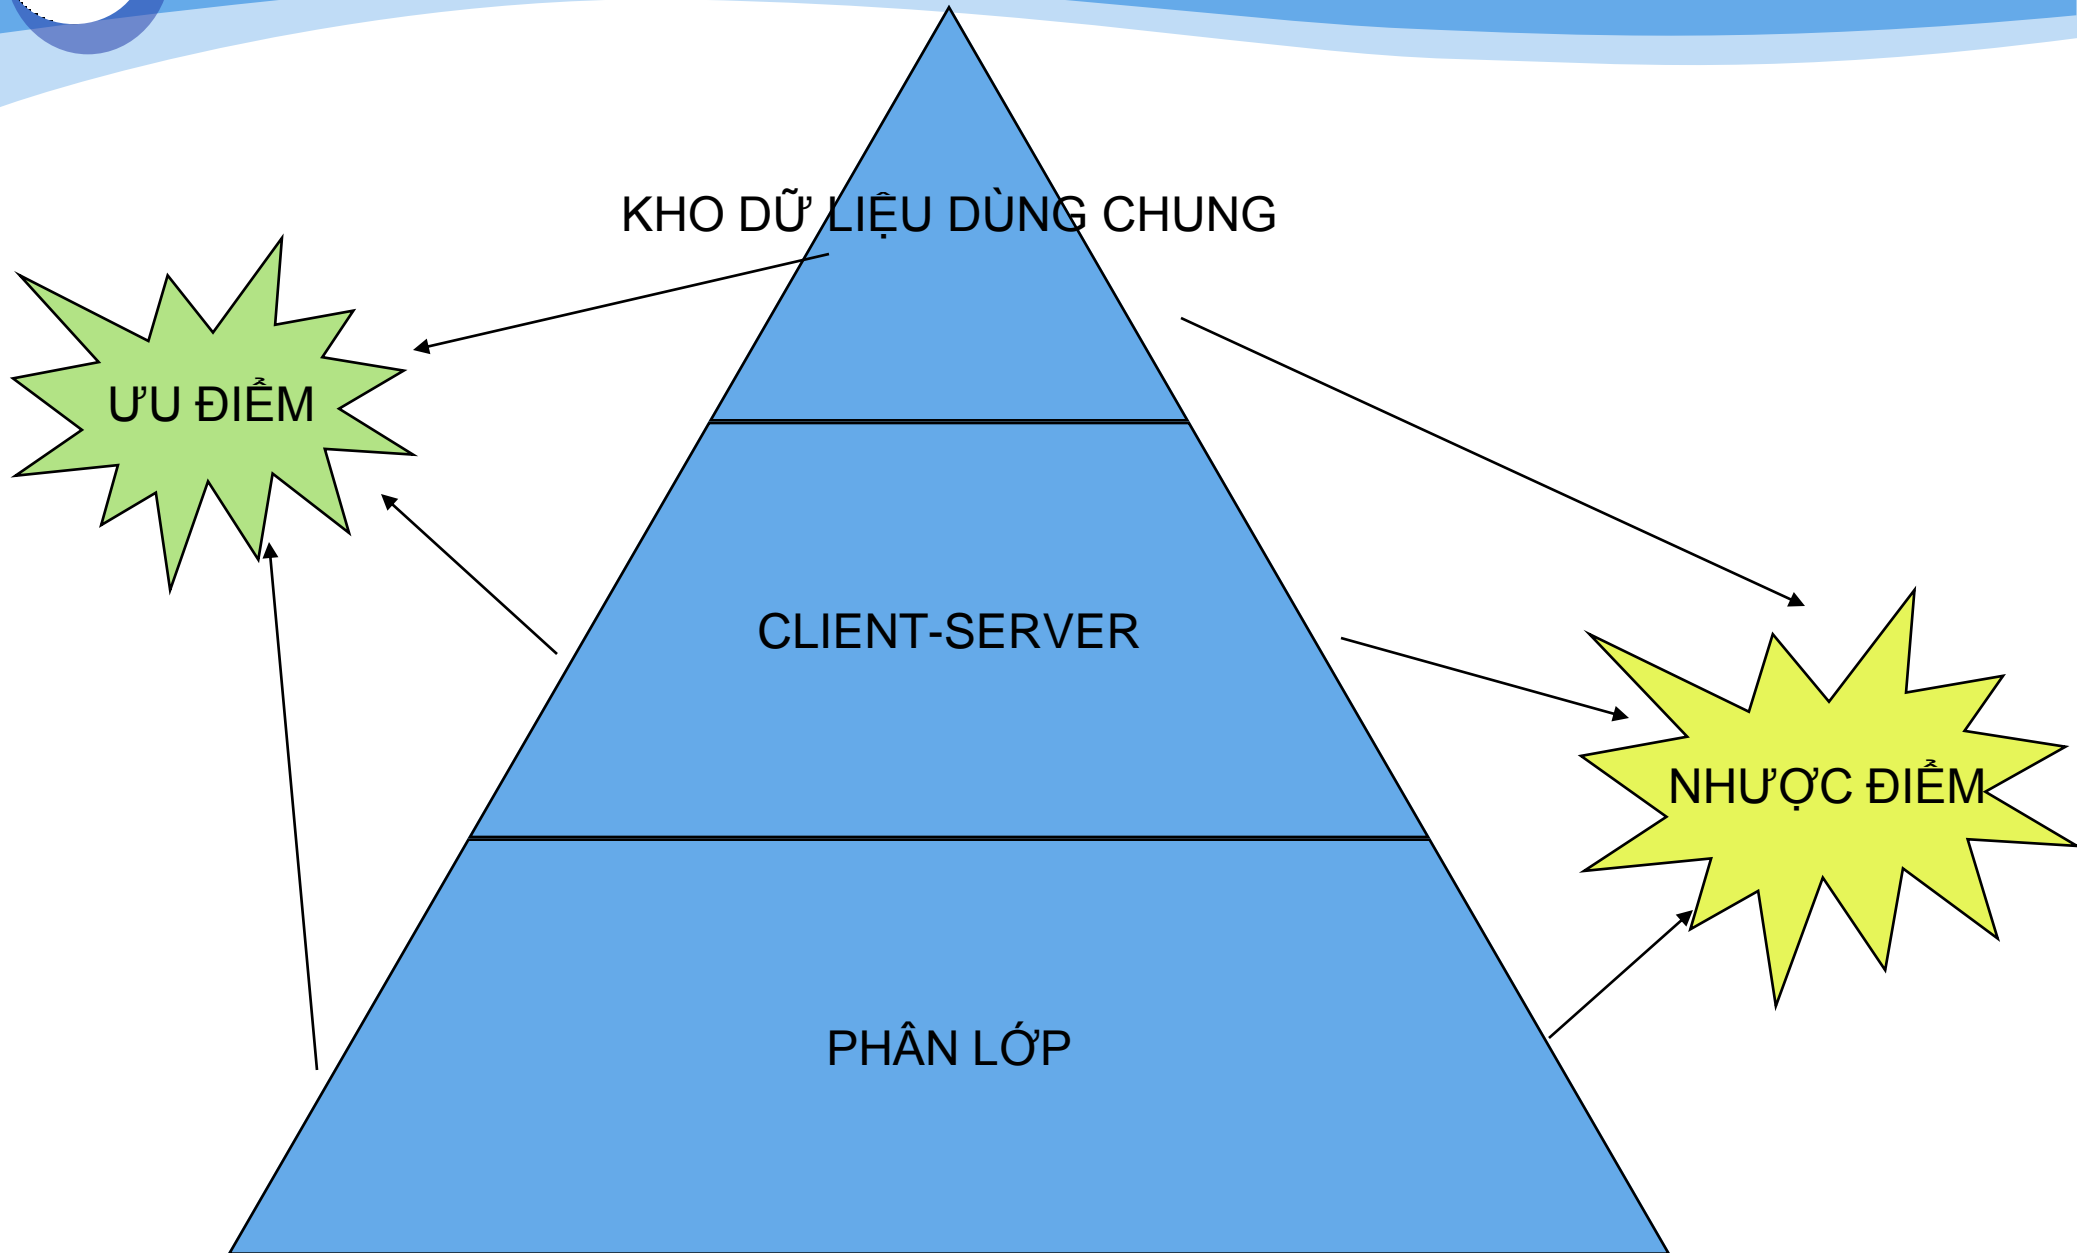 KHO DỮ LIỆU DÙNG CHUNG
ƯU ĐIỂM
CLIENT-SERVER
NHƯỢC ĐIỂM
PHÂN LỚP